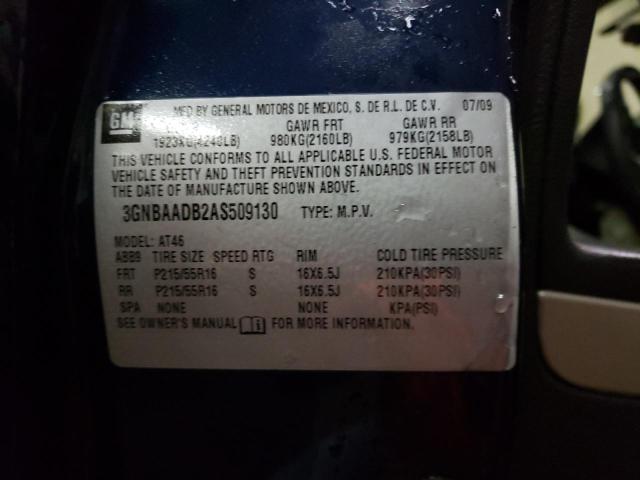 GM MFD BY GENERAL MOTORS DE MEXICO, S. DE R.L. DE C.V. 07/09
GAWR FRT GAWR RR
1923KG(4240LB) 980KG(2160LB) 979KG(2158LB)
THIS VEHICLE CONFORMS TO ALL APPLICABLE U.S. FEDERAL MOTOR
VEHICLE SAFETY AND THEFT PREVENTION STANDARDS IN EFFECT ON
THE DATE OF MANUFACTURE SHOWN ABOVE.
3GNBAADB2AS509130 TYPE: M.P.V.
MODEL: AT46
ABB9 TIRE SIZE SPEED RTG RIM COLD TIRE PRESSURE
FRT P215/55R16 S 16X6.5J 210KPA(30PSI)
RR P215/55R16 S 16X6.5J 210KPA(30PSI)
SPA NONE NONE KPA(PSI)
SEE OWNER'S MANUAL FOR MORE INFORMATION.